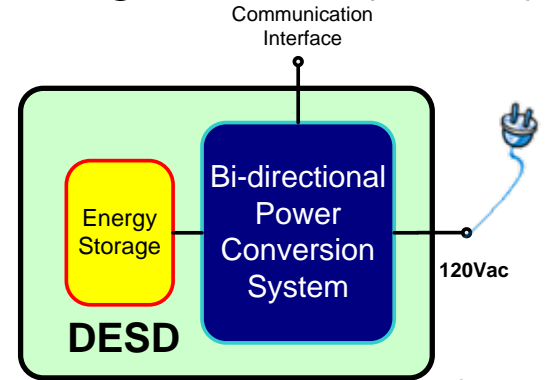 Communication
Interface
Bi-directional
Power
Conversion
System
Energy
Storage
120Vac
DESD